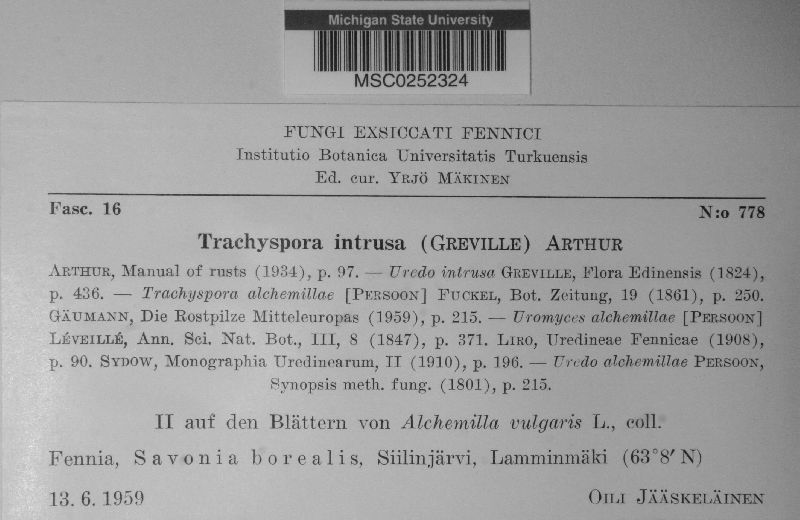 Michigan State University
MSC0252324
FUNGI EXSICCATI FENNICI
Institutio Botanica Universitatis Turkuensis
Ed. cur. YRJÖ MÄKINEN
Fasc. 16 N:o 778
Trachyspora intrusa (GREVILLE) ARTHUR
ARTHUR, Manual of rusts (1934), p. 97. — Uredo intrusa GREVILLE, Flora Edinensis (1824),
p. 436. — Trachyspora alchemillae [PERSOON] FUCKEL, Bot. Zeitung, 19 (1861), p. 250.
GÄUMANN, Die Rostpilze Mitteleuropas (1959), p. 215. — Uromyces alchemillae [PERSOON]
LÉVEILLÉ, Ann. Sci. Nat. Bot., III, 8 (1847), p. 371. LIRO, Uredineae Fennicae (1908),
p. 90. SYDOW, Monographia Uredinearum, II (1910), p. 196. — Uredo alchemillae PERSOON,
Synopsis meth. fung. (1801), p. 215.
II auf den Blättern von Alchemilla vulgaris L., coll.
Fennia, Savonia borealis, Siilinjärvi, Lamminmäki (63°8′ N)
13. 6. 1959 OILI JÄÄSKELÄINEN